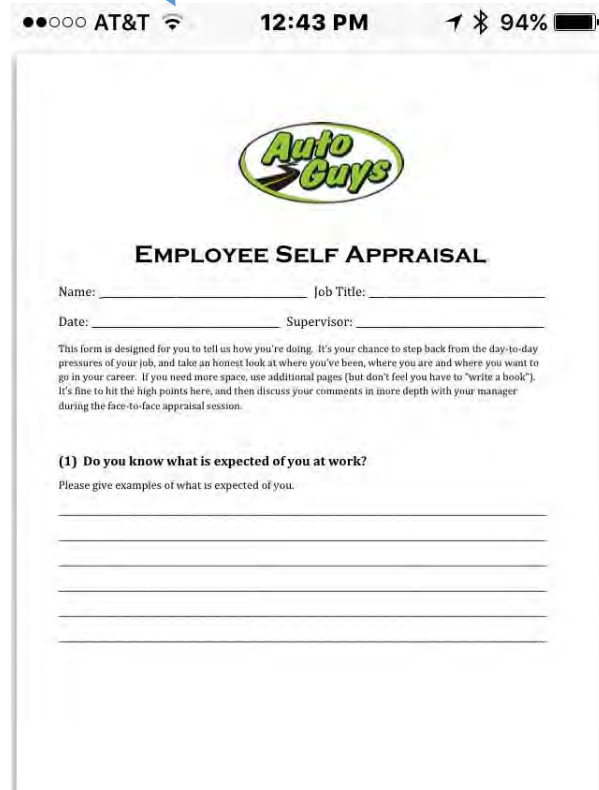 ●●○○○ AT&T 12:43 PM 94%
Auto
Guys
EMPLOYEE SELF APPRAISAL
Name: ______________________ Job Title: ______________________
Date: ______________________ Supervisor: ______________________
This form is designed for you to tell us how you're doing.  It's your chance to step back from the day-to-day
pressures of your job, and take an honest look at where you've been, where you are and where you want to
go in your career.  If you need more space, use additional pages (but don't feel you have to "write a book").
It's fine to hit the high points here, and then discuss your comments in more depth with your manager
during the face-to-face appraisal session.
(1) Do you know what is expected of you at work?
Please give examples of what is expected of you.